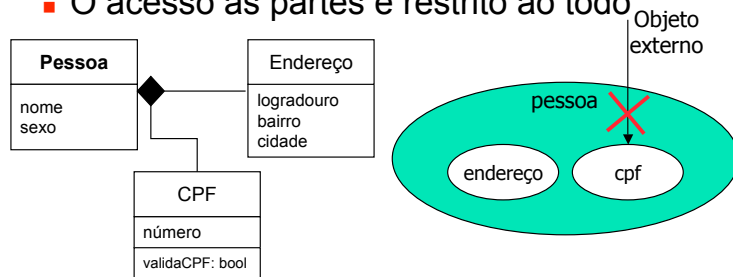 O acesso às partes é restrito ao todo
Objeto
externo
Pessoa
nome
sexo
Endereço
logradouro
bairro
cidade
CPF
número
validaCPF: bool
pessoa
endereço
cpf